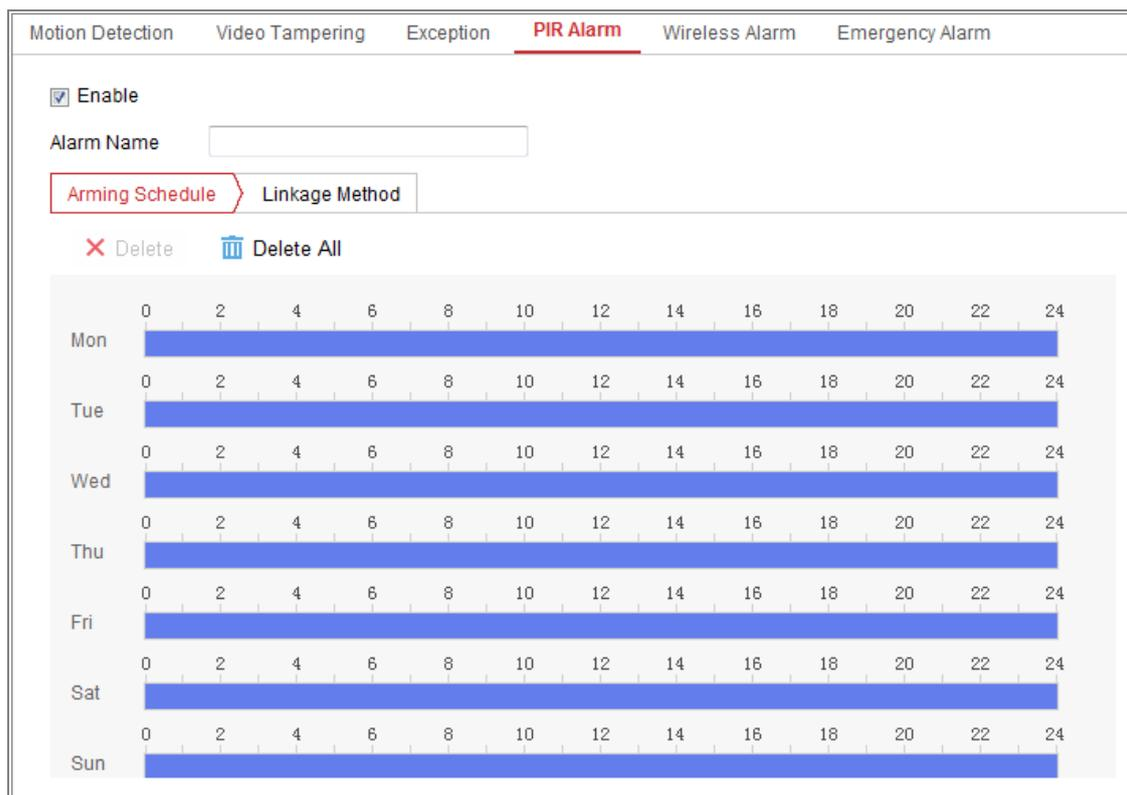 Motion Detection Video Tampering Exception PIR Alarm Wireless Alarm Emergency Alarm
Enable
Alarm Name
Arming Schedule Linkage Method
Delete Delete All
0 2 4 6 8 10 12 14 16 18 20 22 24
Mon
0 2 4 6 8 10 12 14 16 18 20 22 24
Tue
0 2 4 6 8 10 12 14 16 18 20 22 24
Wed
0 2 4 6 8 10 12 14 16 18 20 22 24
Thu
0 2 4 6 8 10 12 14 16 18 20 22 24
Fri
0 2 4 6 8 10 12 14 16 18 20 22 24
Sat
0 2 4 6 8 10 12 14 16 18 20 22 24
Sun